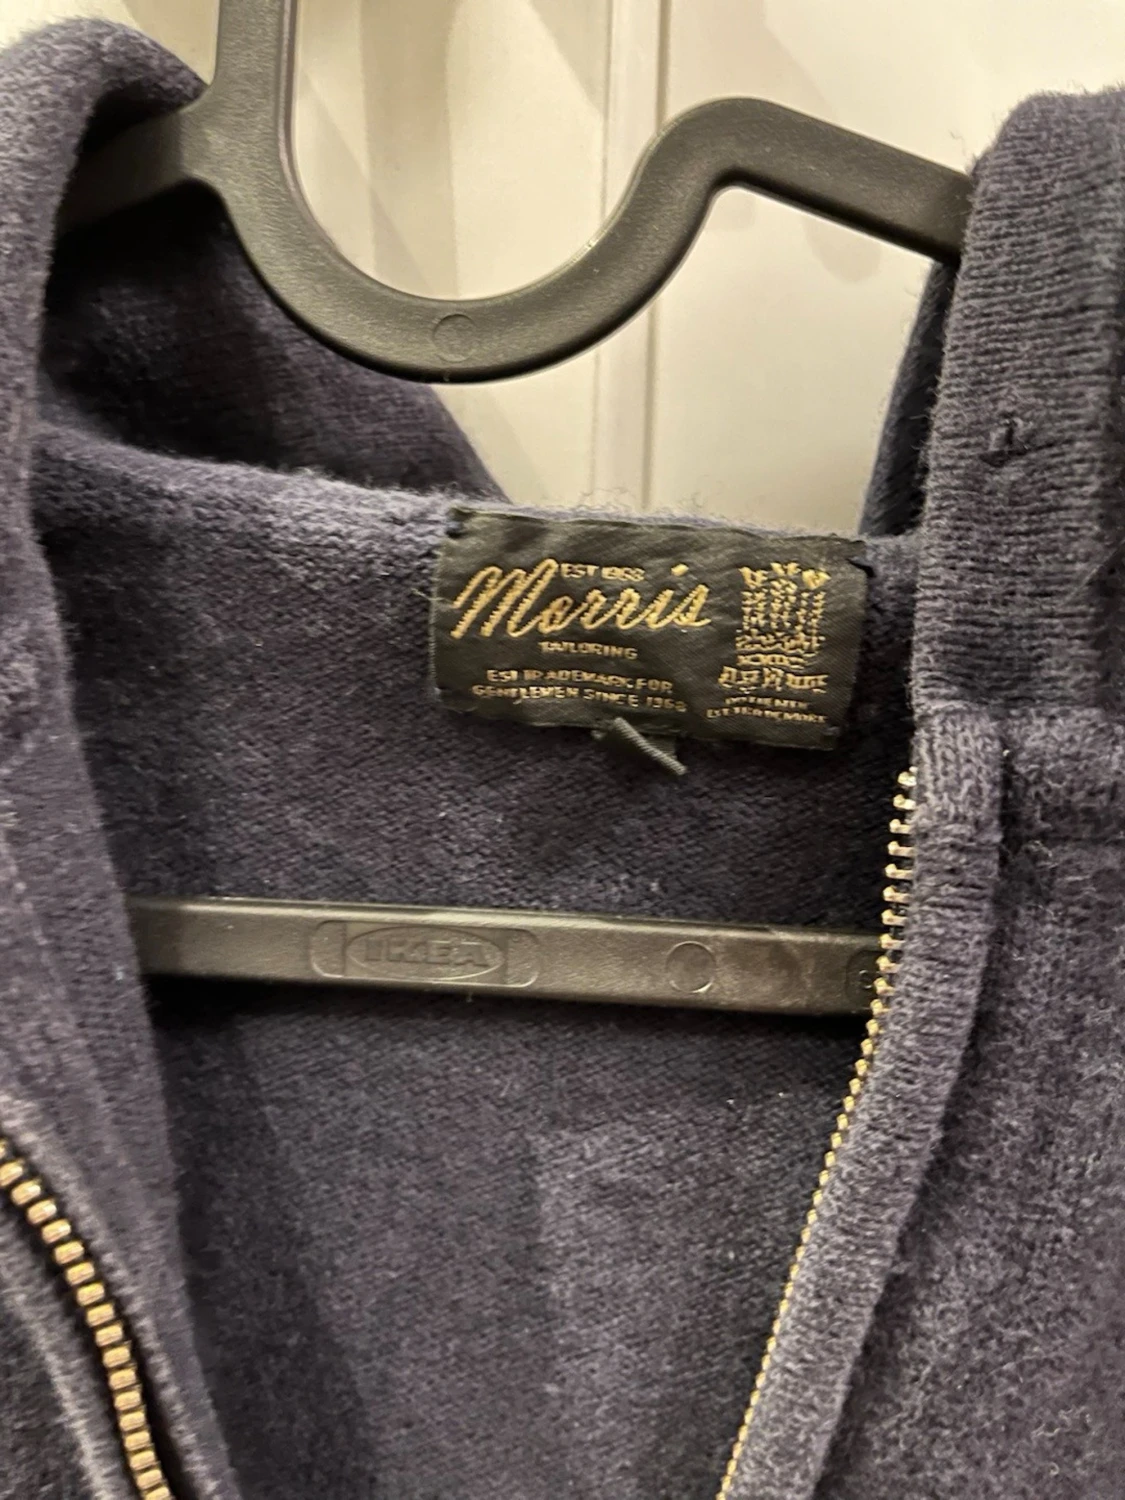 EST 1968
Morris
TAILORING
EST TRADEMARK FOR
GENTLEMEN SINCE 1968
IKEA